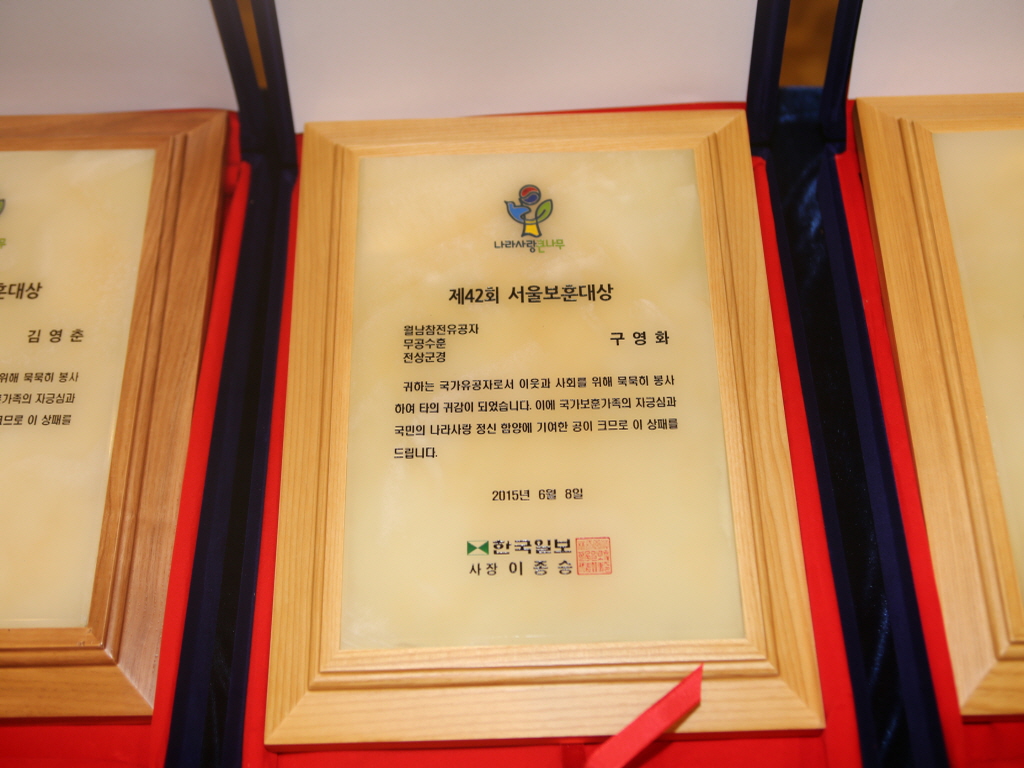 나라사랑큰나무
제42회 서울보훈대상
월남참전유공자
무공수훈
전상군경
구영화
귀하는 국가유공자로서 이웃과 사회를 위해 묵묵히 봉사
하여 타의 귀감이 되었습니다. 이에 국가보훈가족의 자긍심과
국민의 나라사랑 정신 함양에 기여한 공이 크므로 이 상패를
드립니다.
2015년 6월 8일
한국일보
사장 이종승
훈대상
김영춘
위해 묵묵히 봉사
가족의 자긍심과
크므로 이 상패를